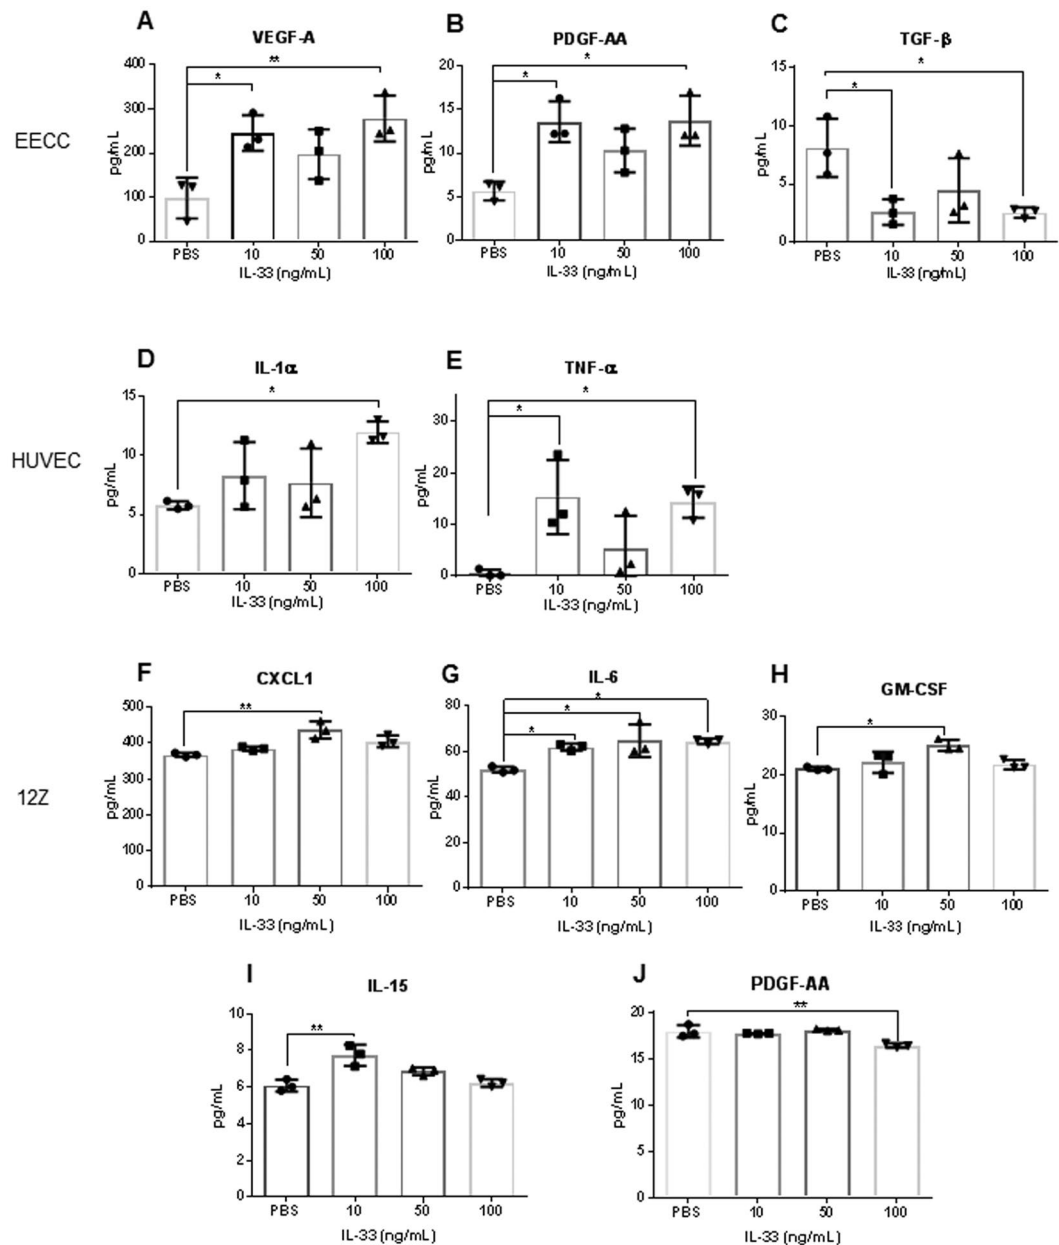 A
VEGF-A
EECC
pg/mL
400
300
200
100
0
*
**
PBS
10
50
100
IL-33 (ng/mL)
B
PDGF-AA
pg/mL
20
15
10
5
0
*
*
PBS
10
50
100
IL-33 (ng/mL)
C
TGF-β
pg/mL
15
10
5
0
*
*
PBS
10
50
100
IL-33 (ng/mL)
D
IL-1α
HUVEC
pg/mL
15
10
5
0
*
PBS
10
50
100
IL-33 (ng/mL)
E
TNF-α
pg/mL
30
20
10
0
*
*
PBS
10
50
100
IL-33 (ng/mL)
F
CXCL1
12Z
pg/mL
500
400
300
200
100
0
**
PBS
10
50
100
IL-33 (ng/mL)
G
IL-6
pg/mL
80
60
40
20
0
*
*
*
PBS
10
50
100
IL-33 (ng/mL)
H
GM-CSF
pg/mL
30
20
10
0
*
PBS
10
50
100
IL-33 (ng/mL)
I
IL-15
pg/mL
10
8
6
4
2
0
**
PBS
10
50
100
IL-33 (ng/mL)
J
PDGF-AA
pg/mL
20
15
10
5
0
**
PBS
10
50
100
IL-33 (ng/mL)